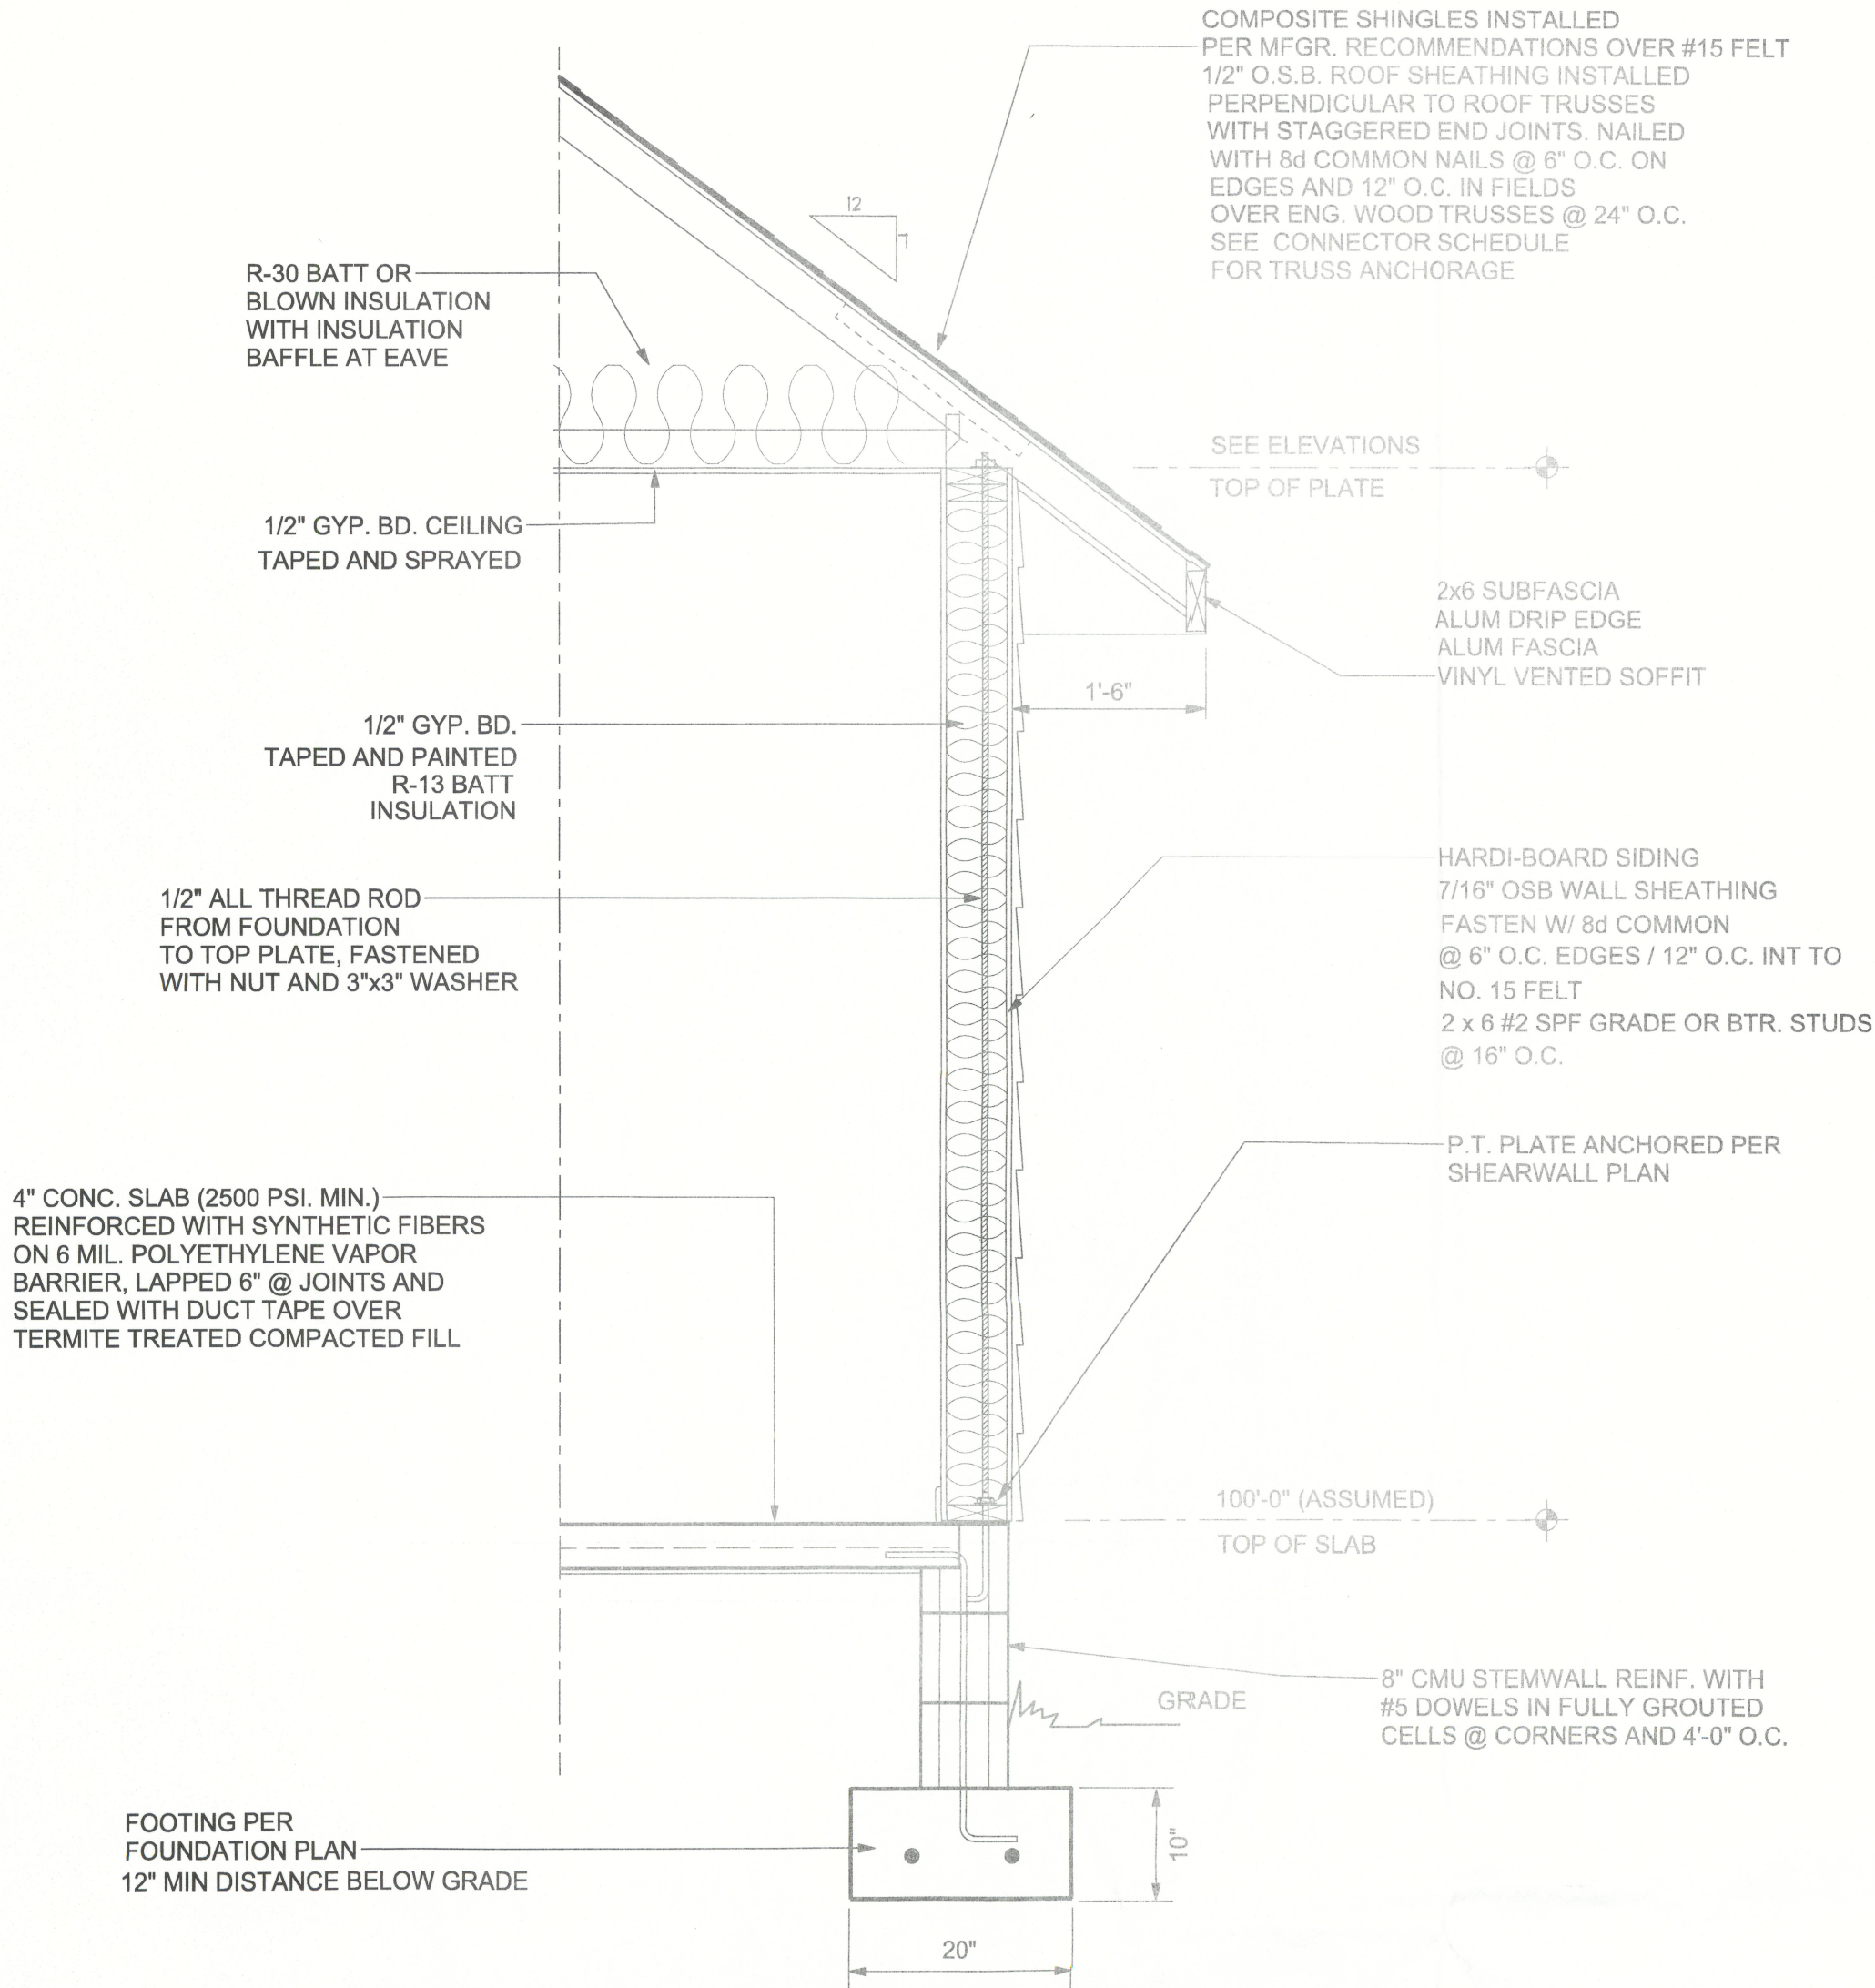 COMPOSITE SHINGLES INSTALLED
PER MFGR. RECOMMENDATIONS OVER #15 FELT
1/2" O.S.B. ROOF SHEATHING INSTALLED
PERPENDICULAR TO ROOF TRUSSES
WITH STAGGERED END JOINTS. NAILED
WITH 8d COMMON NAILS @ 6" O.C. ON
EDGES AND 12" O.C. IN FIELDS
OVER ENG. WOOD TRUSSES @ 24" O.C.
SEE CONNECTOR SCHEDULE
FOR TRUSS ANCHORAGE
12
7
R-30 BATT OR
BLOWN INSULATION
WITH INSULATION
BAFFLE AT EAVE
SEE ELEVATIONS
TOP OF PLATE
1/2" GYP. BD. CEILING
TAPED AND SPRAYED
2x6 SUBFASCIA
ALUM DRIP EDGE
ALUM FASCIA
VINYL VENTED SOFFIT
1'-6"
1/2" GYP. BD.
TAPED AND PAINTED
R-13 BATT
INSULATION
HARDI-BOARD SIDING
7/16" OSB WALL SHEATHING
FASTEN W/ 8d COMMON
@ 6" O.C. EDGES / 12" O.C. INT TO
NO. 15 FELT
2 x 6 #2 SPF GRADE OR BTR. STUDS
@ 16" O.C.
1/2" ALL THREAD ROD
FROM FOUNDATION
TO TOP PLATE, FASTENED
WITH NUT AND 3"x3" WASHER
P.T. PLATE ANCHORED PER
SHEARWALL PLAN
4" CONC. SLAB (2500 PSI. MIN.)
REINFORCED WITH SYNTHETIC FIBERS
ON 6 MIL. POLYETHYLENE VAPOR
BARRIER, LAPPED 6" @ JOINTS AND
SEALED WITH DUCT TAPE OVER
TERMITE TREATED COMPACTED FILL
100'-0" (ASSUMED)
TOP OF SLAB
8" CMU STEMWALL REINF. WITH
#5 DOWELS IN FULLY GROUTED
CELLS @ CORNERS AND 4'-0" O.C.
GRADE
FOOTING PER
FOUNDATION PLAN
12" MIN DISTANCE BELOW GRADE
10"
20"